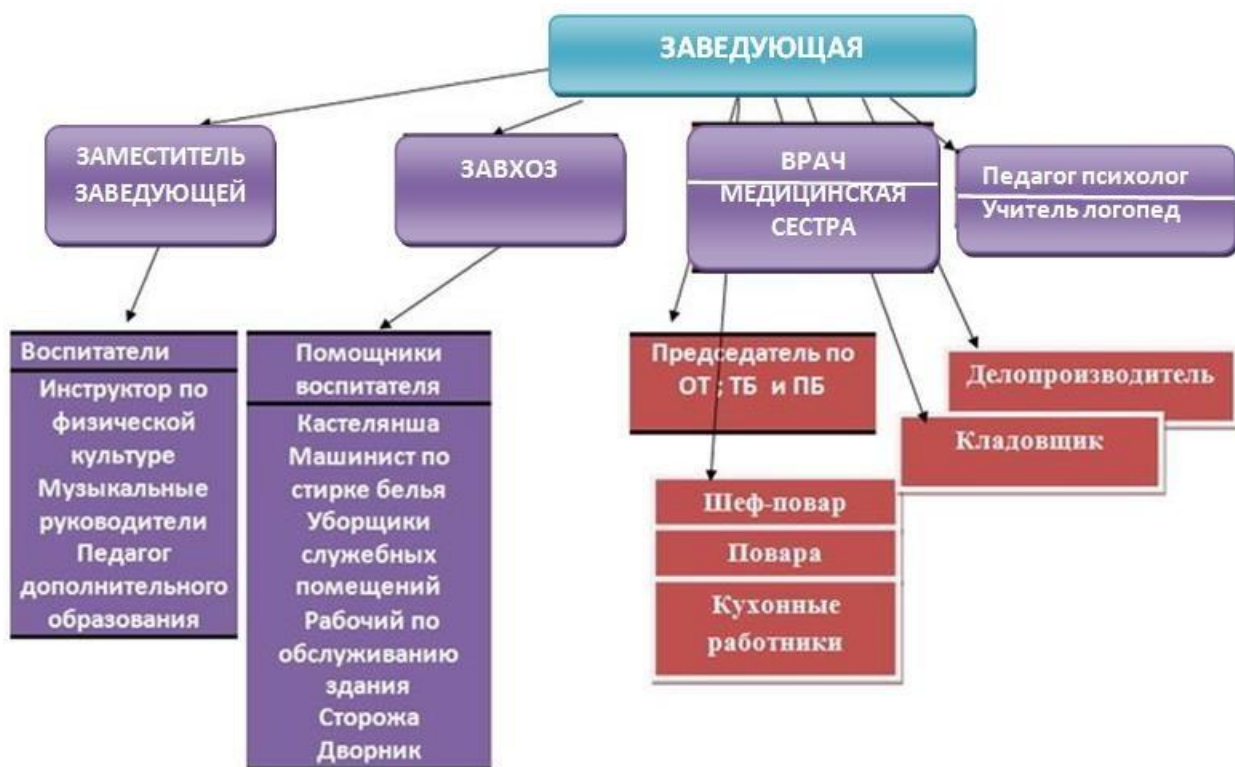 ЗАВЕДУЮЩАЯ
ЗАМЕСТИТЕЛЬ
ЗАВЕДУЮЩЕЙ
ЗАВХОЗ
ВРАЧ
МЕДИЦИНСКАЯ
СЕСТРА
Педагог психолог
Учитель логопед
Воспитатели
Инструктор по
физической
культуре
Музыкальные
руководители
Педагог
дополнительного
образования
Помощники
воспитателя
Кастелянша
Машинист по
стирке белья
Уборщики
служебных
помещений
Рабочий по
обслуживанию
здания
Сторожа
Дворник
Председатель по
ОТ ; ТБ и ПБ
Делопроизводитель
Кладовщик
Шеф-повар
Повара
Кухонные
работники